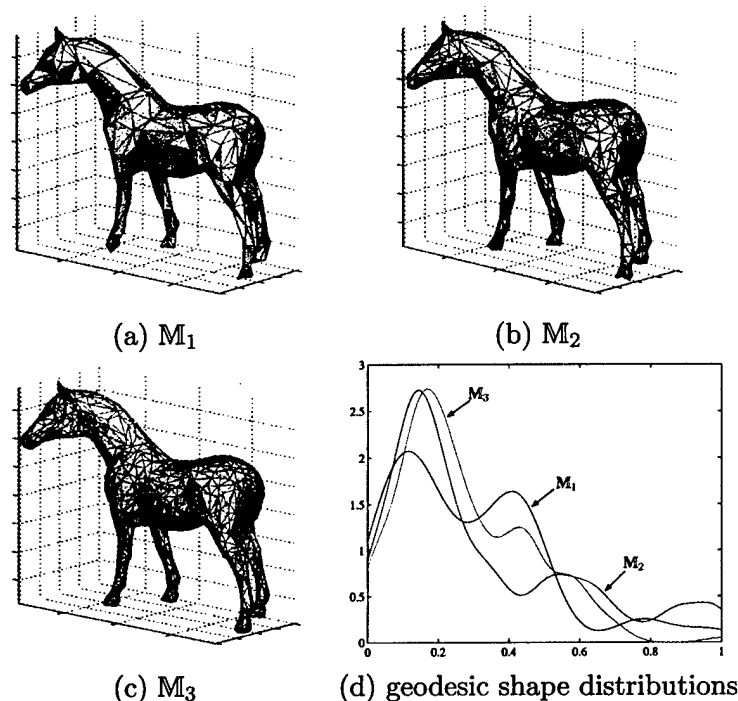 (a) 𝕄₁
(b) 𝕄₂
(c) 𝕄₃
3
2.5
2
1.5
1
0.5
0
0
0.2
0.4
0.6
0.8
1
M₃
M₁
M₂
(d) geodesic shape distributions